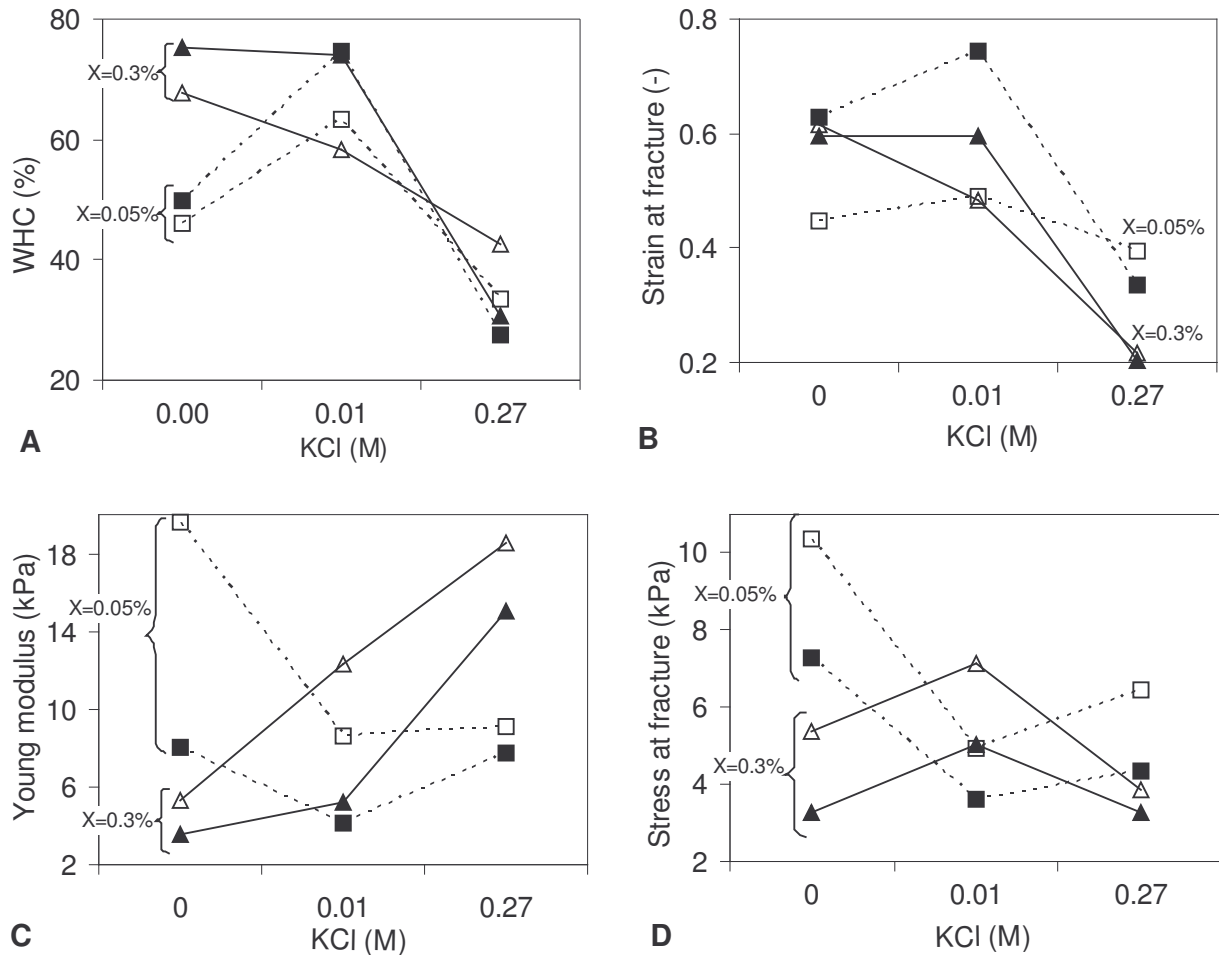 80
60
40
20
WHC (%)
X=0.3%
X=0.05%
0.00 0.01 0.27
KCl (M)
A
0.8
0.6
0.4
0.2
Strain at fracture (-)
X=0.05%
X=0.3%
0 0.01 0.27
KCl (M)
B
18
14
10
6
2
Young modulus (kPa)
X=0.05%
X=0.3%
0 0.01 0.27
KCl (M)
C
10
8
6
4
2
Stress at fracture (kPa)
X=0.05%
X=0.3%
0 0.01 0.27
KCl (M)
D